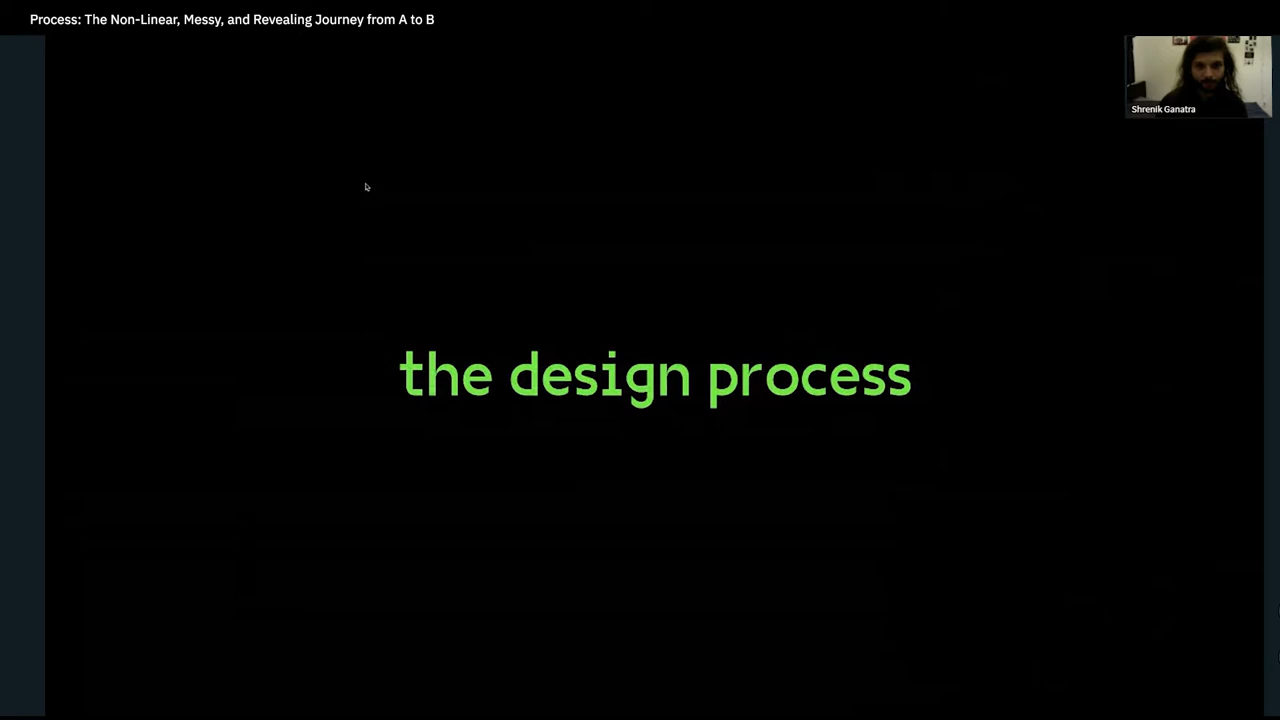 Process: The Non-Linear, Messy, and Revealing Journey from A to B
Shrenik Ganatra
the design process